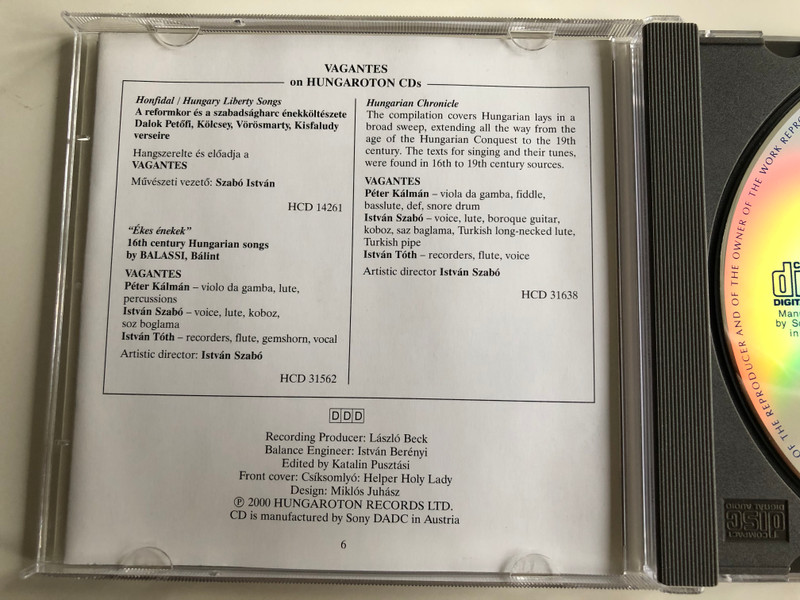 VAGANTES
on HUNGAROTON CDs
Honfidal / Hungary Liberty Songs
A reformkor és a szabadságharc énekköltészete
Dalok Petőfi, Kölcsey, Vörösmarty, Kisfaludy
verseire
Hangszerelte és előadja a
VAGANTES
Művészeti vezető: Szabó István
HCD 14261
"Ékes énekek"
16th century Hungarian songs
by BALASSI, Bálint
VAGANTES
Péter Kálmán – violo da gamba, lute,
percussions
István Szabó – voice, lute, koboz,
soz boglama
István Tóth – recorders, flute, gemshorn, vocal
Artistic director: István Szabó
HCD 31562
Hungarian Chronicle
The compilation covers Hungarian lays in a
broad sweep, extending all the way from the
age of the Hungarian Conquest to the 19th
century. The texts for singing and their tunes,
were found in 16th to 19th century sources.
VAGANTES
Péter Kálmán – viola da gamba, fiddle,
basslute, def, snore drum
István Szabó – voice, lute, boroque guitar,
koboz, saz baglama, Turkish long-necked lute,
Turkish pipe
István Tóth – recorders, flute, voice
Artistic director István Szabó
HCD 31638
DDD
Recording Producer: László Beck
Balance Engineer: István Berényi
Edited by Katalin Pusztási
Front cover: Csíksomlyó: Helper Holy Lady
Design: Miklós Juhász
℗ 2000 HUNGAROTON RECORDS LTD.
CD is manufactured by Sony DADC in Austria
6
OF THE REPRODUCER AND OF THE OWNER OF THE WORK
COMPACT
disc
DIGITAL AUDIO